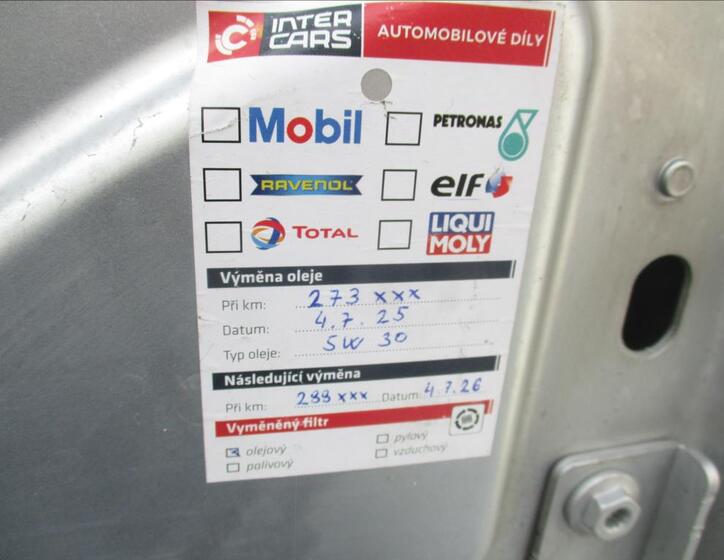 INTER CARS AUTOMOBILOVÉ DÍLY
Mobil PETRONAS
RAVENOL elf
TOTAL LIQUI MOLY
Výměna oleje
Při km: 273 xxx
Datum: 4.7.25
Typ oleje: 5W 30
Následující výměna
Při km: 288 xxx Datum: 4.7.26
Vyměněný filtr
olejový pylový
palivový vzduchový